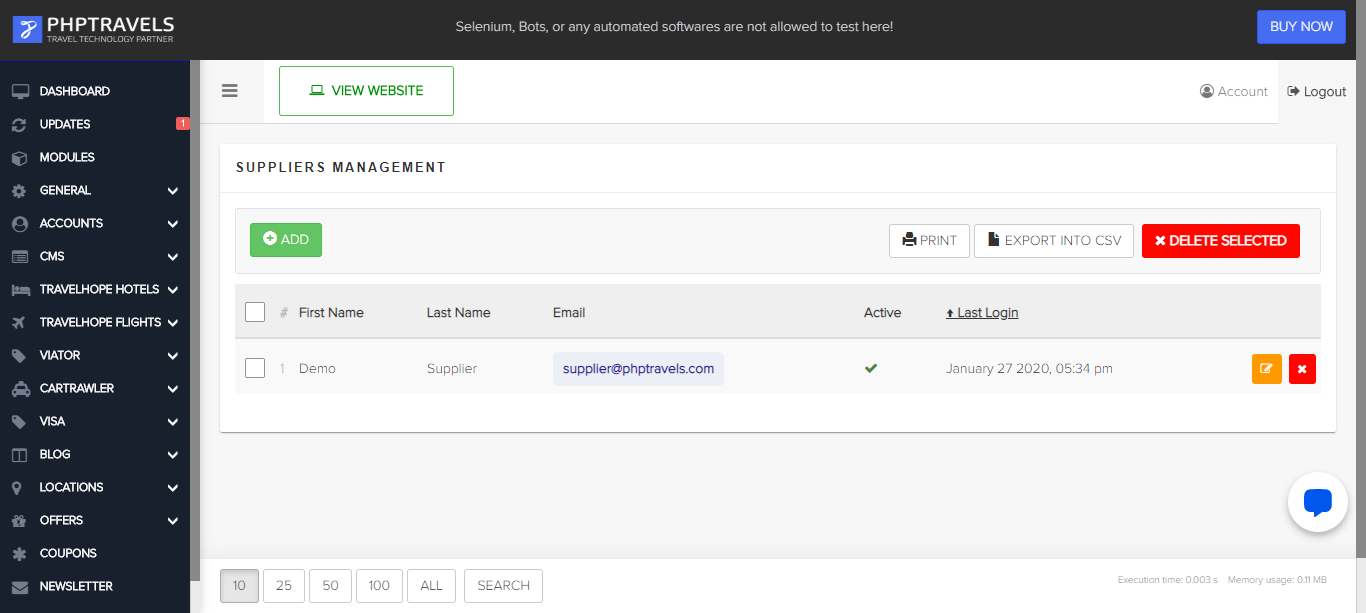 PHPTRAVELS
TRAVEL TECHNOLOGY PARTNER
Selenium, Bots, or any automated softwares are not allowed to test here!
BUY NOW
DASHBOARD
UPDATES 1
MODULES
GENERAL
ACCOUNTS
CMS
TRAVELHOPE HOTELS
TRAVELHOPE FLIGHTS
VIATOR
CARTRAWLER
VISA
BLOG
LOCATIONS
OFFERS
COUPONS
NEWSLETTER
VIEW WEBSITE
Account
Logout
SUPPLIERS MANAGEMENT
ADD
PRINT
EXPORT INTO CSV
DELETE SELECTED
# First Name Last Name Email Active Last Login
1 Demo Supplier supplier@phptravels.com January 27 2020, 05:34 pm
10 25 50 100 ALL SEARCH
Execution time: 0.003 s Memory usage: 0.11 MB